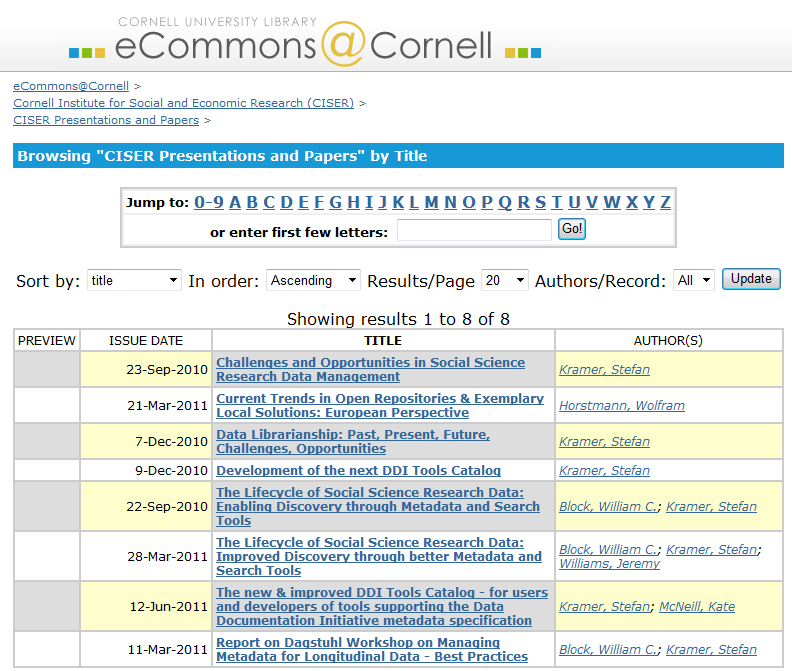 CORNELL UNIVERSITY LIBRARY
eCommons@Cornell
eCommons@Cornell >
Cornell Institute for Social and Economic Research (CISER) >
CISER Presentations and Papers >
Browsing "CISER Presentations and Papers" by Title
Jump to: 0-9 A B C D E F G H I J K L M N O P Q R S T U V W X Y Z
or enter first few letters: Go!
Sort by: title In order: Ascending Results/Page 20 Authors/Record: All Update
Showing results 1 to 8 of 8
PREVIEW ISSUE DATE TITLE AUTHOR(S)
23-Sep-2010 Challenges and Opportunities in Social Science Kramer, Stefan
Research Data Management
21-Mar-2011 Current Trends in Open Repositories & Exemplary Horstmann, Wolfram
Local Solutions: European Perspective
7-Dec-2010 Data Librarianship: Past, Present, Future, Kramer, Stefan
Challenges, Opportunities
9-Dec-2010 Development of the next DDI Tools Catalog Kramer, Stefan
The Lifecycle of Social Science Research Data:
22-Sep-2010 Enabling Discovery through Metadata and Search Block, William C.; Kramer, Stefan
Tools
The Lifecycle of Social Science Research Data: Block, William C.; Kramer, Stefan;
28-Mar-2011 Improved Discovery through better Metadata and Williams, Jeremy
Search Tools
The new & improved DDI Tools Catalog - for users
12-Jun-2011 and developers of tools supporting the Data Kramer, Stefan; McNeill, Kate
Documentation Initiative metadata specification
11-Mar-2011 Report on Dagstuhl Workshop on Managing Block, William C.; Kramer, Stefan
Metadata for Longitudinal Data - Best Practices